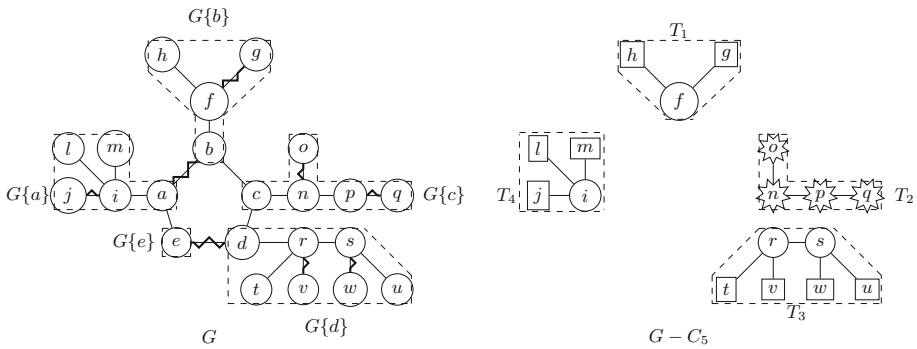 G{b} T₁
h g h g
f f
l m b o l m o
G{a} j i a c n p q G{c} T₄ j i n p q T₂
G{e} e d r s r s
t v w u t v w u
G{d} T₃
G G − C₅